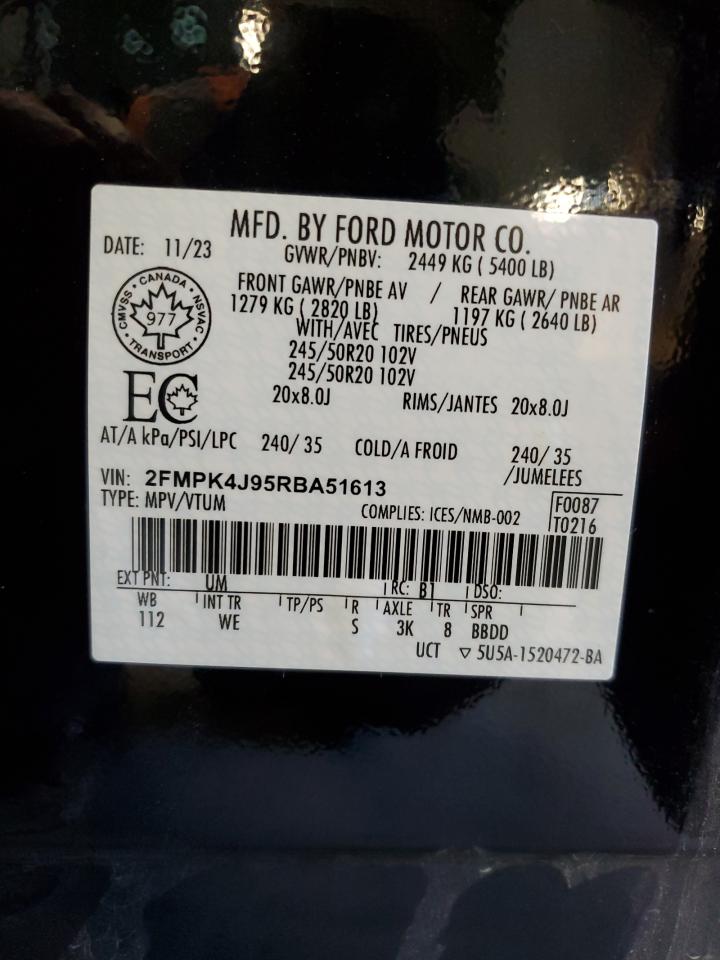 MFD. BY FORD MOTOR CO.
DATE: 11/23
GVWR/PNBV: 2449 KG ( 5400 LB)
FRONT GAWR/PNBE AV / REAR GAWR/ PNBE AR
1279 KG ( 2820 LB) 1197 KG ( 2640 LB)
WITH/AVEC TIRES/PNEUS
245/50R20 102V
245/50R20 102V
20x8.0J RIMS/JANTES 20x8.0J
CMVSS · CANADA · NSVAC
977
· TRANSPORT ·
EC
AT/A kPa/PSI/LPC 240/ 35 COLD/A FROID 240/ 35
/JUMELEES
VIN: 2FMPK4J95RBA51613
TYPE: MPV/VTUM
COMPLIES: ICES/NMB-002
F0087
T0216
EXT PNT: UM RC: B1 DSO:
WB INT TR TP/PS R AXLE TR SPR
112 WE S 3K 8 BBDD
UCT ▽ 5U5A-1520472-BA